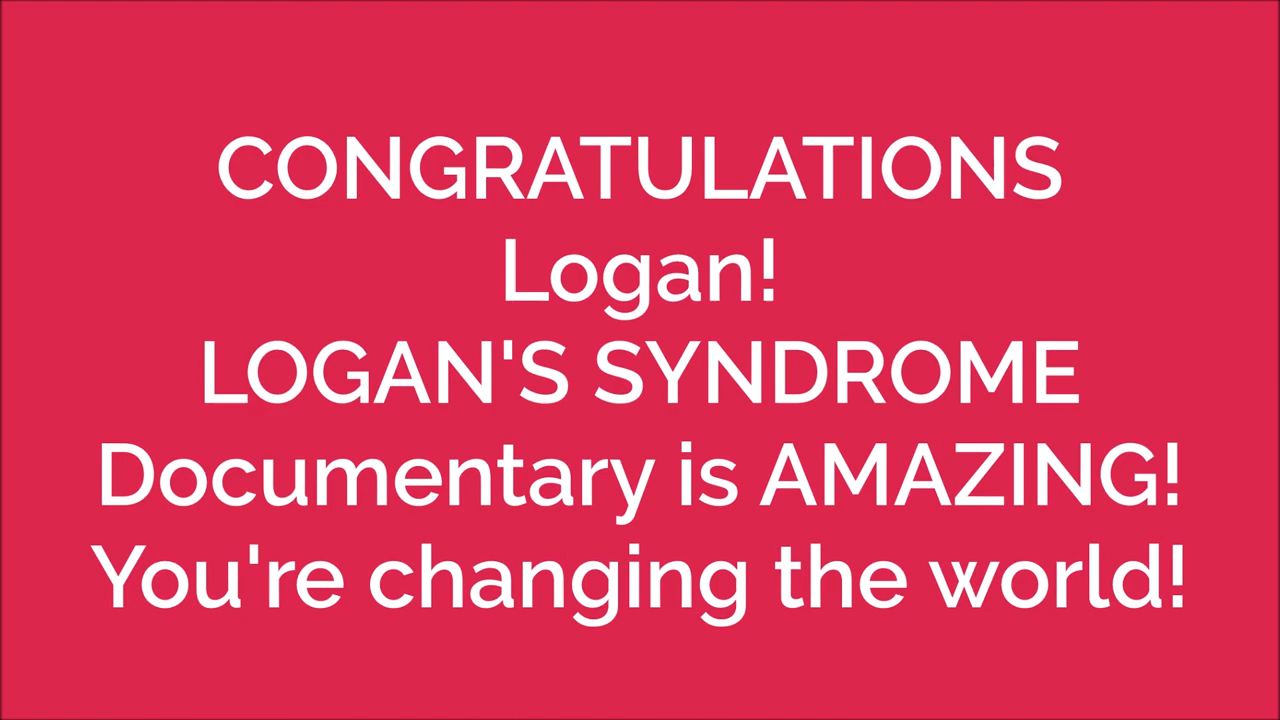 CONGRATULATIONS
Logan!
LOGAN'S SYNDROME
Documentary is AMAZING!
You're changing the world!